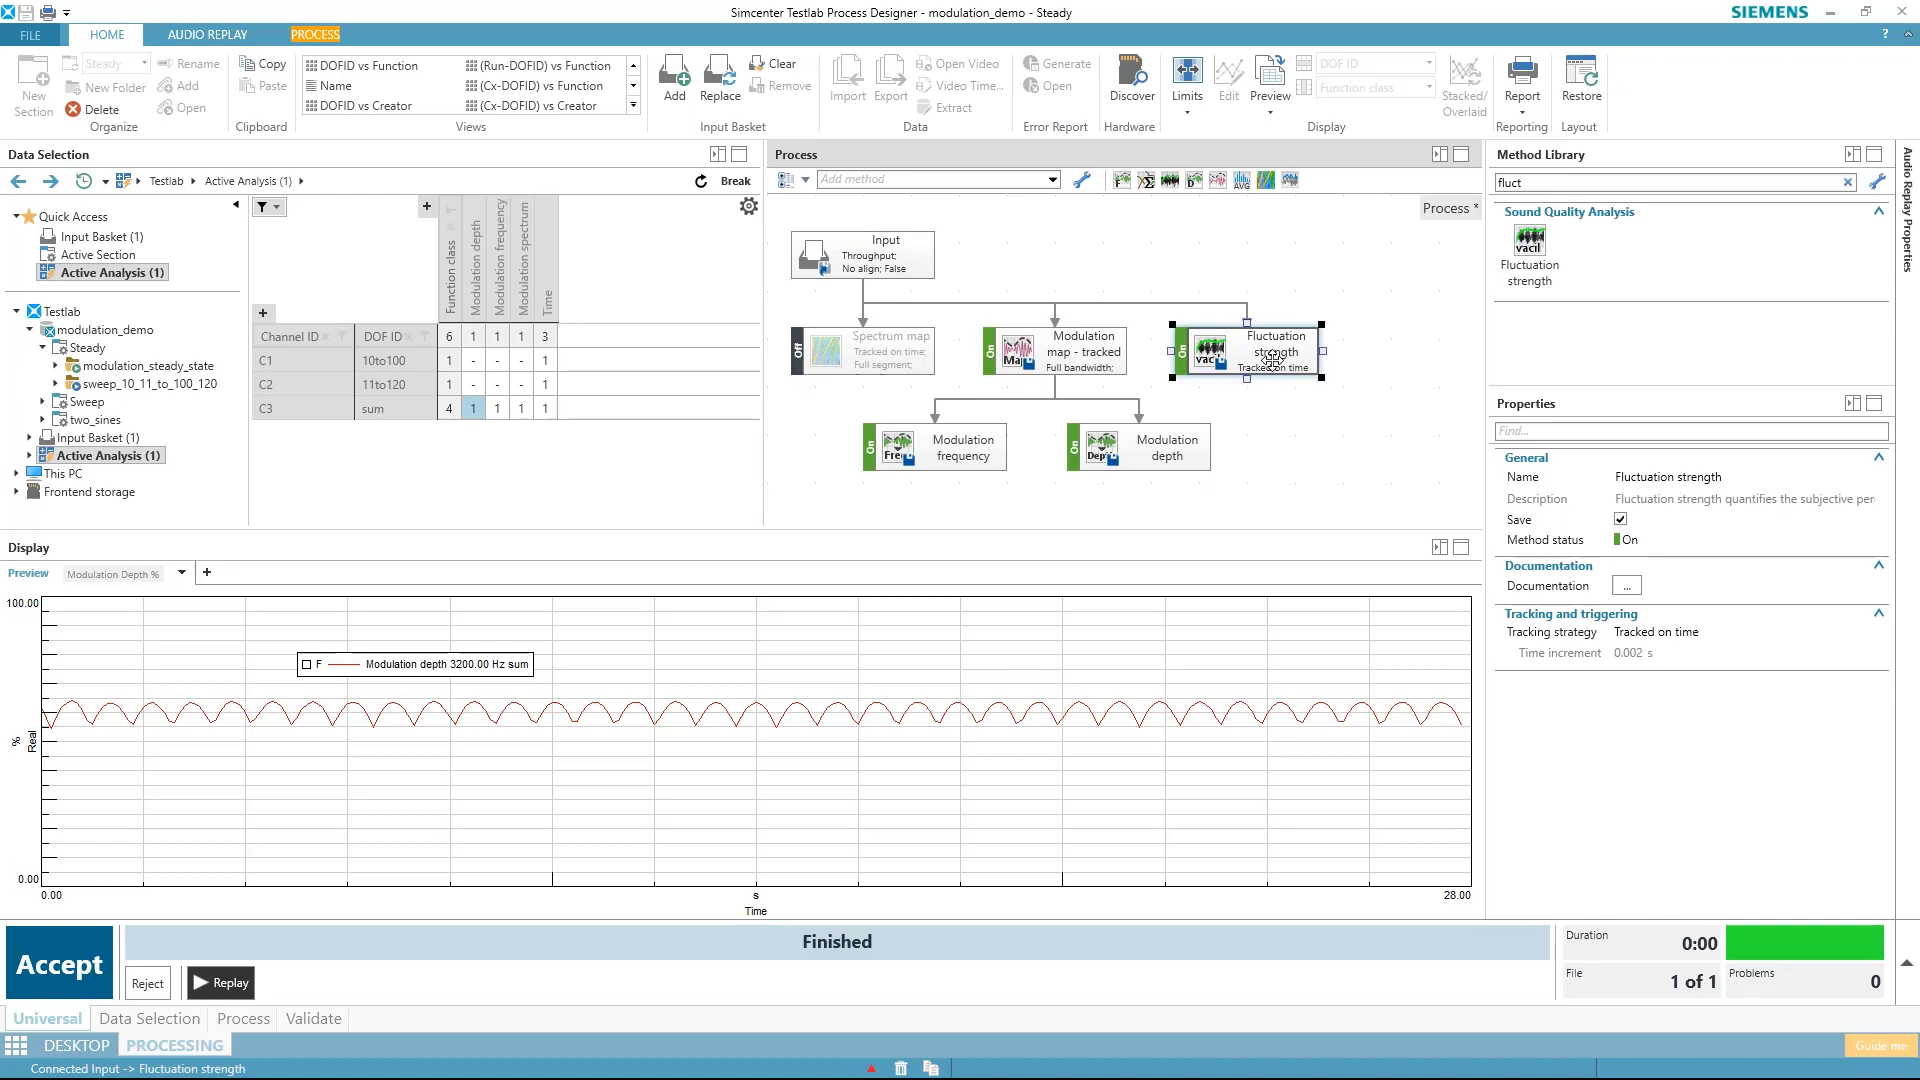 Simcenter Testlab Process Designer - modulation_demo - Steady
SIEMENS
FILE
HOME
AUDIO REPLAY
PROCESS
?
New Section
Steady
New Folder
Delete
Rename
Add
Open
Organize
Copy
Paste
Clipboard
DOFID vs Function
Name
DOFID vs Creator
(Run-DOFID) vs Function
(Cx-DOFID) vs Function
(Cx-DOFID) vs Creator
Views
Add
Replace
Clear
Remove
Input Basket
Import
Export
Open Video
Video Time...
Extract
Data
Generate
Open
Error Report
Discover
Hardware
Limits
Edit
Preview
DOF ID
Function class
Stacked/
Overlaid
Display
Report
Reporting
Restore
Layout
Data Selection
Testlab
Active Analysis (1)
Break
Quick Access
Input Basket (1)
Active Section
Active Analysis (1)
Testlab
modulation_demo
Steady
modulation_steady_state
sweep_10_11_to_100_120
Sweep
two_sines
Input Basket (1)
Active Analysis (1)
This PC
Frontend storage
Function class
Modulation depth
Modulation frequency
Modulation spectrum
Time
Channel ID DOF ID 6 1 1 1 3
C1 10to100 1 - - - 1
C2 11to120 1 - - - 1
C3 sum 4 1 1 1 1
Process
Add method
Process *
Input
Throughput;
No align; False
Off
Spectrum map
Tracked on time;
Full segment;
On
Modulation
map - tracked
Full bandwidth;
On
Fluctuation
strength
Tracked on time
On
Modulation
frequency
On
Modulation
depth
Method Library
fluct
Sound Quality Analysis
vacil
Fluctuation
strength
Properties
Find...
General
Name Fluctuation strength
Description Fluctuation strength quantifies the subjective per
Save
Method status On
Documentation
Documentation ...
Tracking and triggering
Tracking strategy Tracked on time
Time increment 0.002 s
Audio Replay Properties
Display
Preview
Modulation Depth %
100.00
F Modulation depth 3200.00 Hz sum
%
Real
0.00
0.00
s
28.00
Time
Accept
Finished
Reject
Replay
Duration
0:00
File
1 of 1
Problems
0
Universal
Data Selection
Process
Validate
DESKTOP
PROCESSING
Guide me
Connected Input -> Fluctuation strength